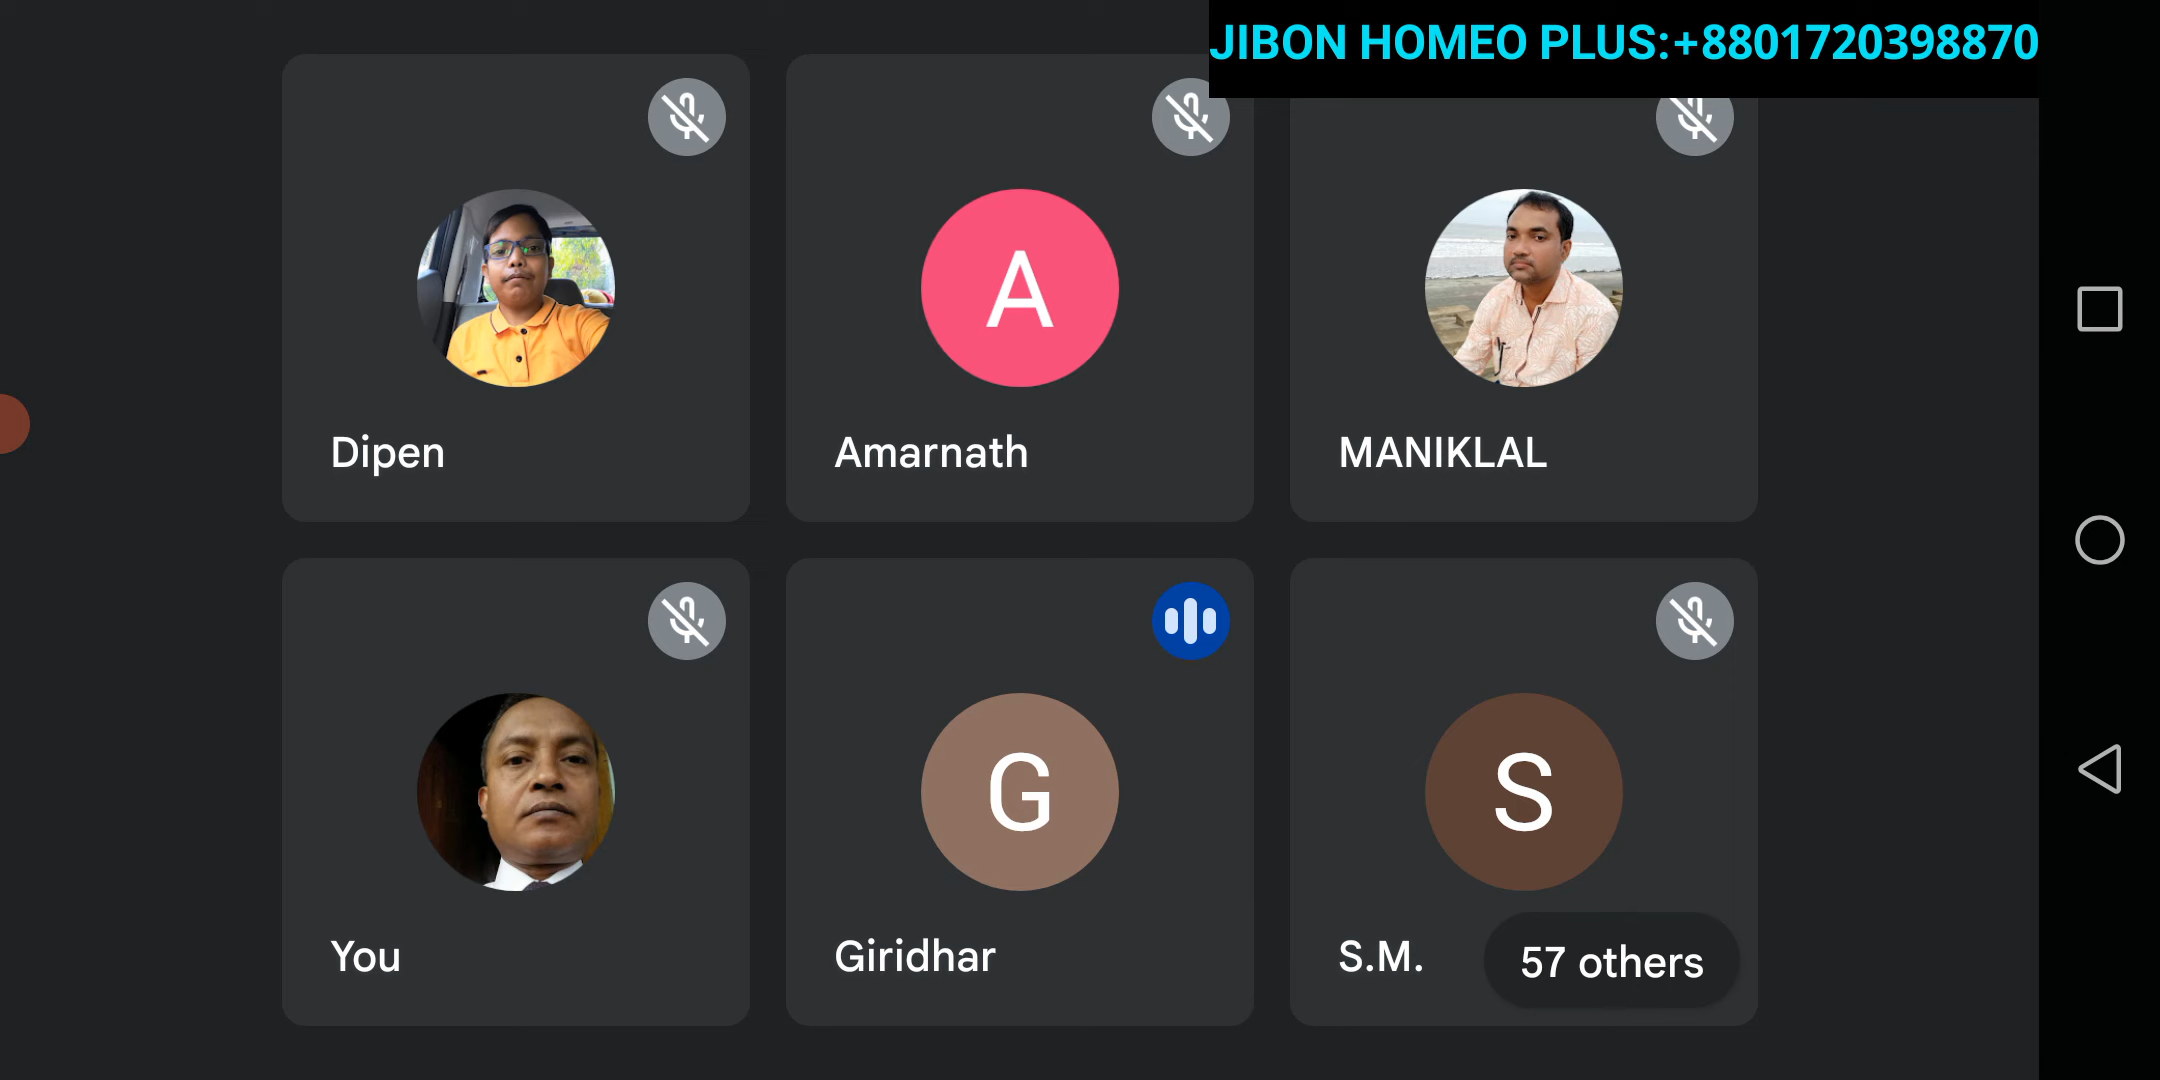 JIBON HOMEO PLUS:+8801720398870
Dipen
A
Amarnath
MANIKLAL
You
G
Giridhar
S
S.M.
57 others